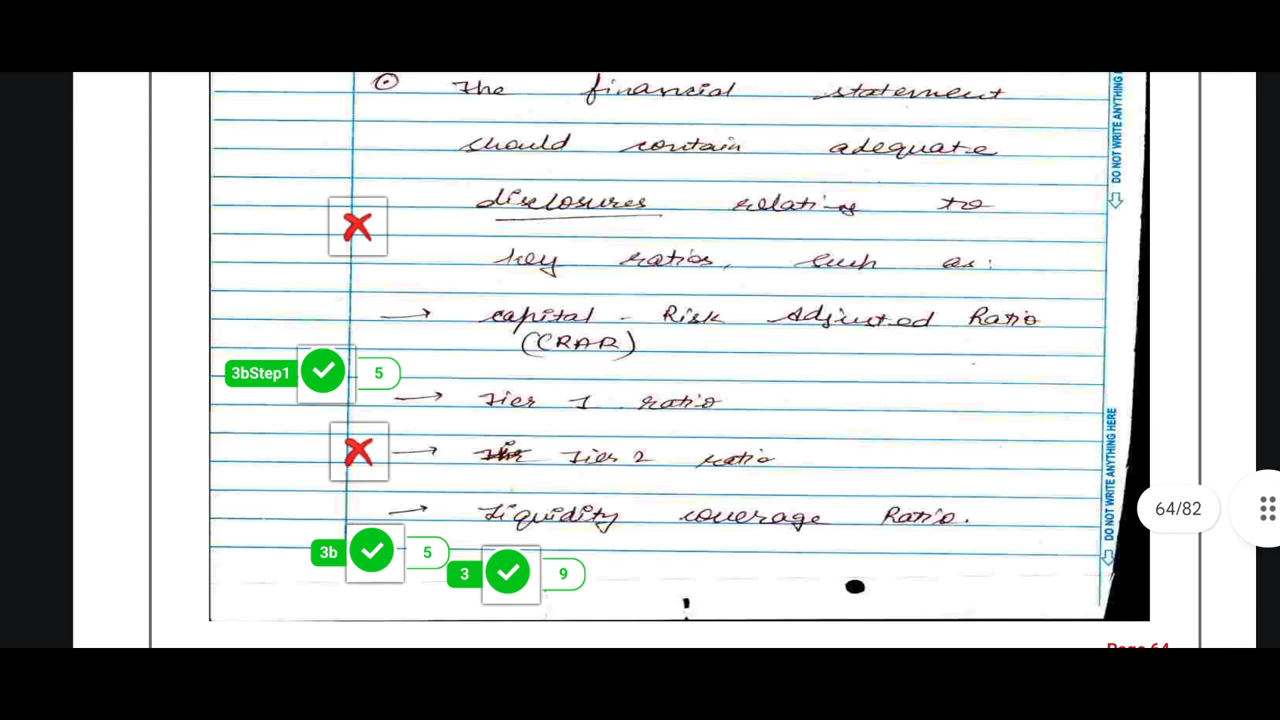 The financial statement
should contain adequate
disclosures relating to
key ratios, such as:
→ capital - Risk Adjusted Ratio
(CRAR)
3bStep1 5
→ Tier 1 ratio
→ Tier 2 ratio
→ Liquidity coverage Ratio.
3b 5
3 9
DO NOT WRITE ANYTHING
DO NOT WRITE ANYTHING HERE
64/82